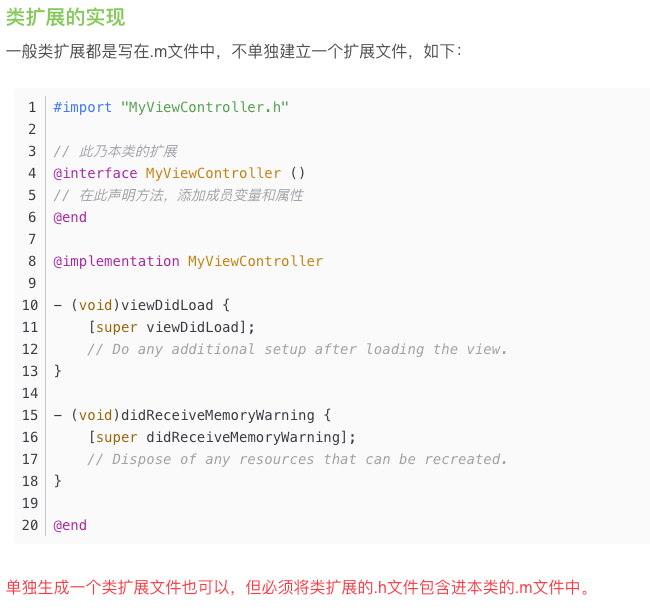 类扩展的实现
一般类扩展都是写在.m文件中，不单独建立一个扩展文件，如下：
1 #import "MyViewController.h"
2
3 // 此乃本类的扩展
4 @interface MyViewController ()
5 // 在此声明方法，添加成员变量和属性
6 @end
7
8 @implementation MyViewController
9
10 - (void)viewDidLoad {
11     [super viewDidLoad];
12     // Do any additional setup after loading the view.
13 }
14
15 - (void)didReceiveMemoryWarning {
16     [super didReceiveMemoryWarning];
17     // Dispose of any resources that can be recreated.
18 }
19
20 @end
单独生成一个类扩展文件也可以，但必须将类扩展的.h文件包含进本类的.m文件中。